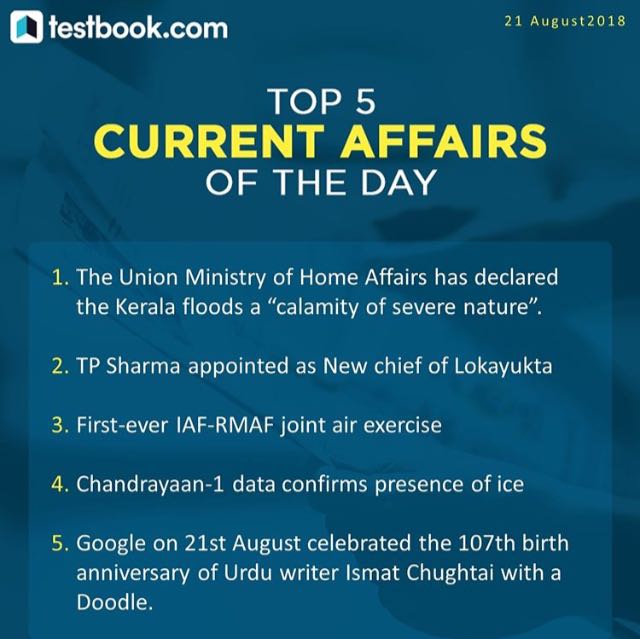 testbook.com
21 August2018
TOP 5
CURRENT AFFAIRS
OF THE DAY
1. The Union Ministry of Home Affairs has declared
the Kerala floods a “calamity of severe nature”.
2. TP Sharma appointed as New chief of Lokayukta
3. First-ever IAF-RMAF joint air exercise
4. Chandrayaan-1 data confirms presence of ice
5. Google on 21st August celebrated the 107th birth
anniversary of Urdu writer Ismat Chughtai with a
Doodle.